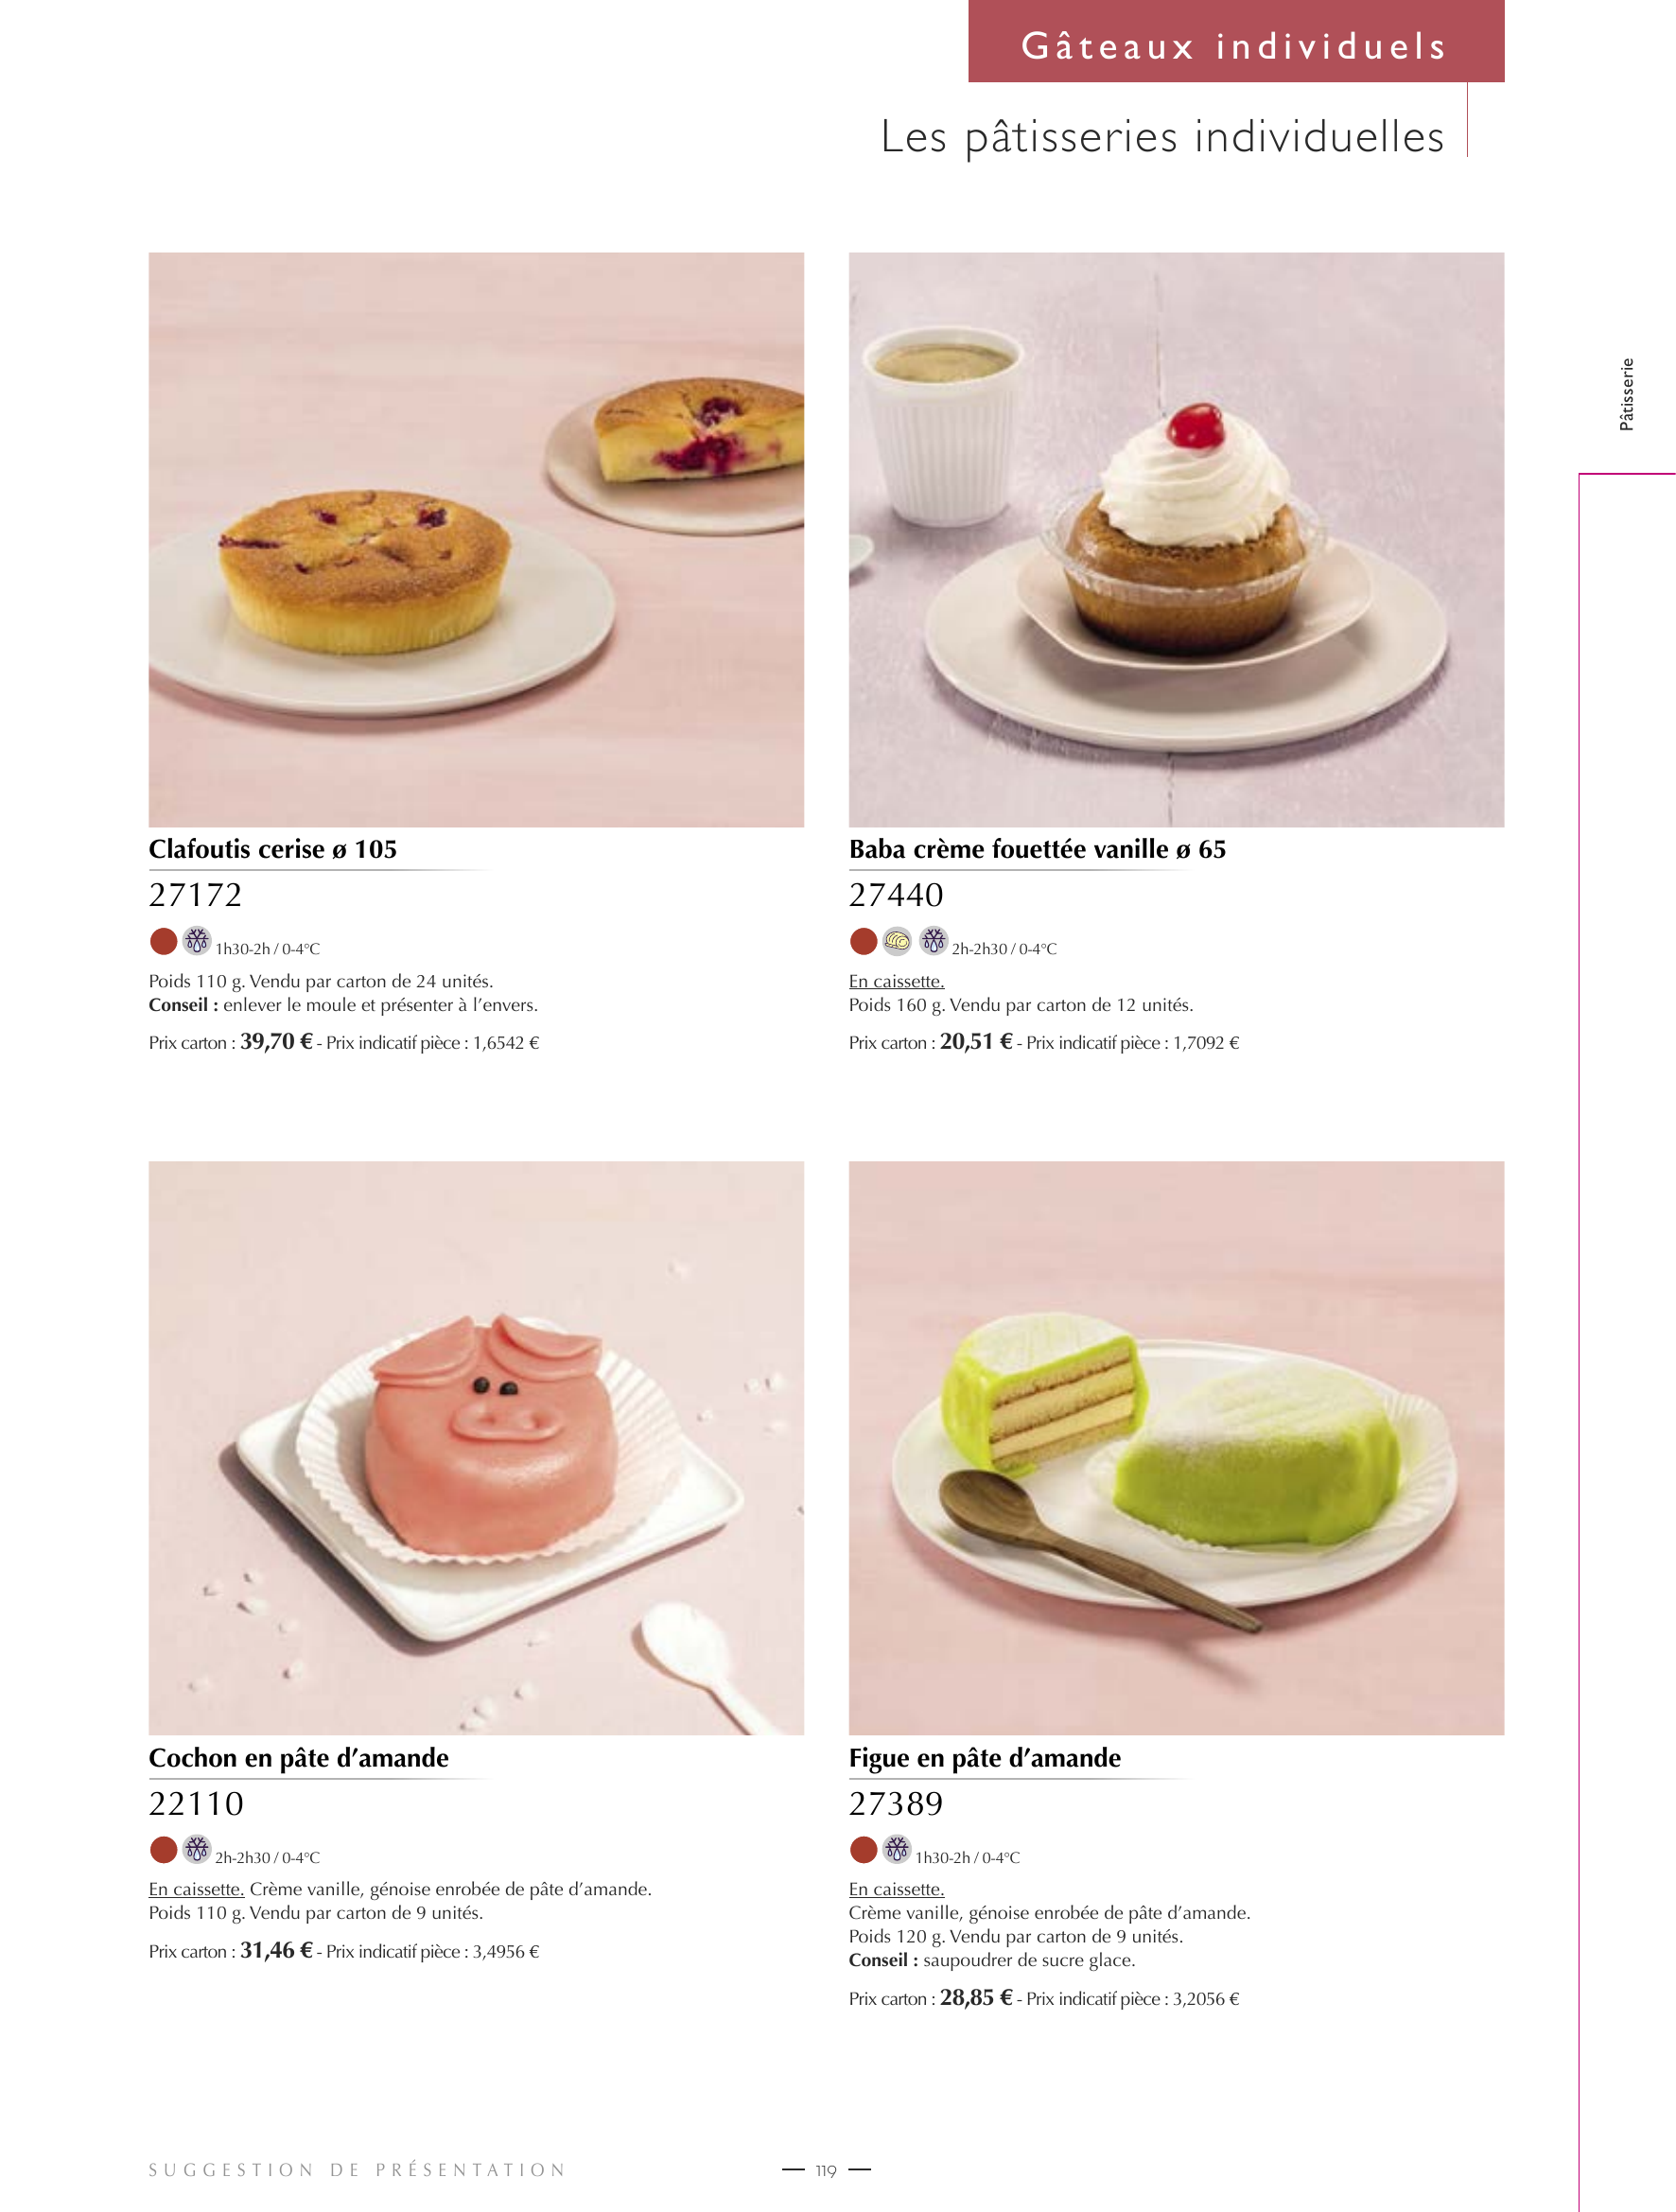 Gâteaux individuels
Les pâtisseries individuelles
Pâtisserie
Clafoutis cerise ø 105
27172
1h30-2h / 0-4°C
Poids 110 g. Vendu par carton de 24 unités.
Conseil : enlever le moule et présenter à l’envers.
Prix carton : 39,70 € - Prix indicatif pièce : 1,6542 €
Baba crème fouettée vanille ø 65
27440
2h-2h30 / 0-4°C
En caissette.
Poids 160 g. Vendu par carton de 12 unités.
Prix carton : 20,51 € - Prix indicatif pièce : 1,7092 €
Cochon en pâte d’amande
22110
2h-2h30 / 0-4°C
En caissette. Crème vanille, génoise enrobée de pâte d’amande.
Poids 110 g. Vendu par carton de 9 unités.
Prix carton : 31,46 € - Prix indicatif pièce : 3,4956 €
Figue en pâte d’amande
27389
1h30-2h / 0-4°C
En caissette.
Crème vanille, génoise enrobée de pâte d’amande.
Poids 120 g. Vendu par carton de 9 unités.
Conseil : saupoudrer de sucre glace.
Prix carton : 28,85 € - Prix indicatif pièce : 3,2056 €
SUGGESTION DE PRÉSENTATION
119